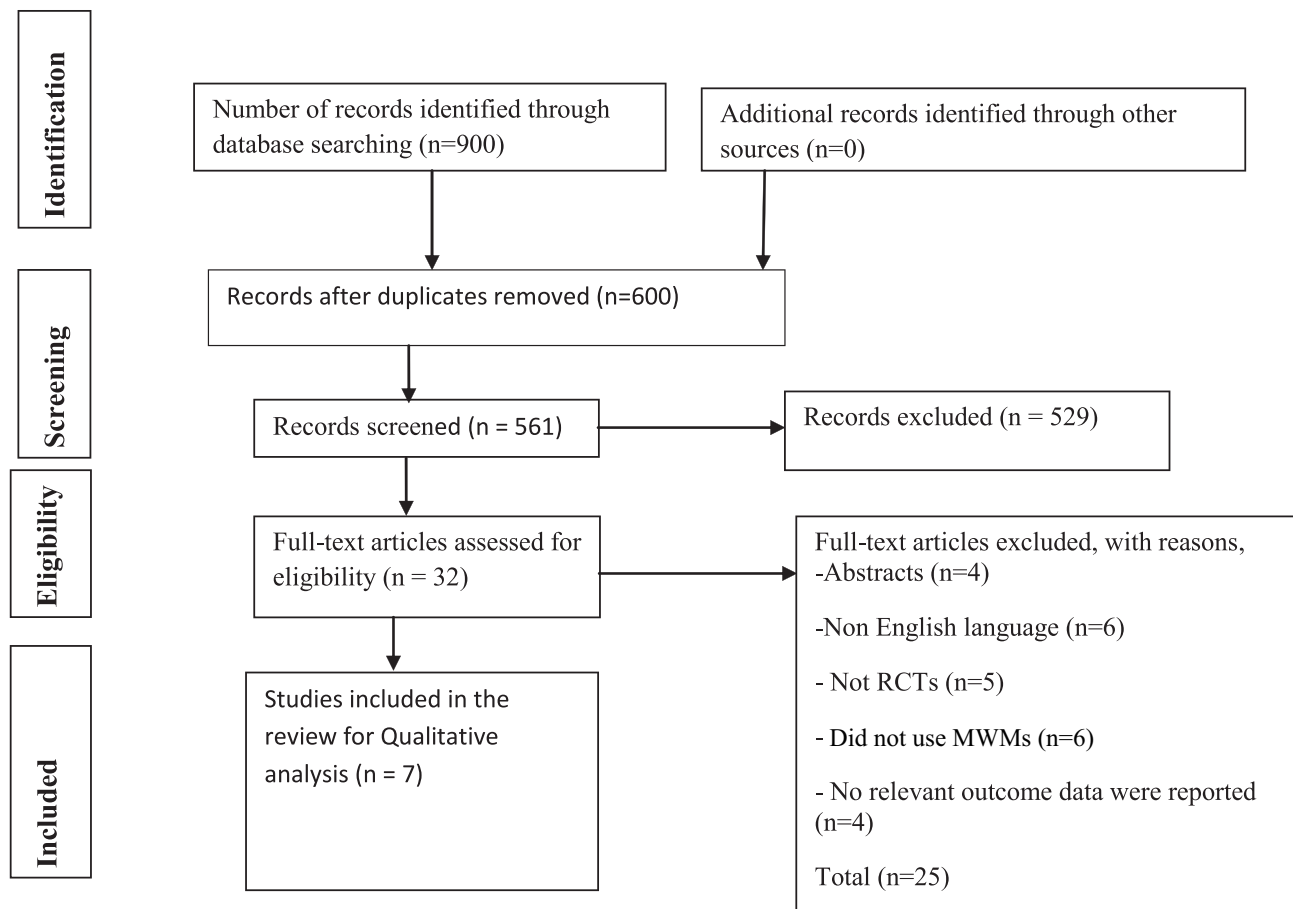 Identification
Number of records identified through
database searching (n=900)
Additional records identified through other
sources (n=0)
Screening
Records after duplicates removed (n=600)
Records screened (n = 561)
Records excluded (n = 529)
Eligibility
Full-text articles assessed for
eligibility (n = 32)
Full-text articles excluded, with reasons,
-Abstracts (n=4)
-Non English language (n=6)
- Not RCTs (n=5)
- Did not use MWMs (n=6)
- No relevant outcome data were reported
(n=4)
Total (n=25)
Included
Studies included in the
review for Qualitative
analysis (n = 7)